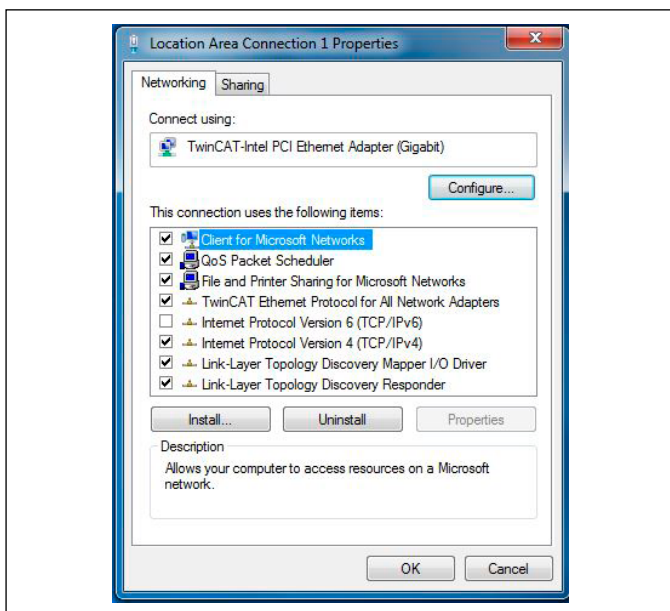 Location Area Connection 1 Properties
Networking
Sharing
Connect using:
TwinCAT-Intel PCI Ethernet Adapter (Gigabit)
Configure...
This connection uses the following items:
Client for Microsoft Networks
QoS Packet Scheduler
File and Printer Sharing for Microsoft Networks
TwinCAT Ethernet Protocol for All Network Adapters
Internet Protocol Version 6 (TCP/IPv6)
Internet Protocol Version 4 (TCP/IPv4)
Link-Layer Topology Discovery Mapper I/O Driver
Link-Layer Topology Discovery Responder
Install...
Uninstall
Properties
Description
Allows your computer to access resources on a Microsoft
network.
OK
Cancel